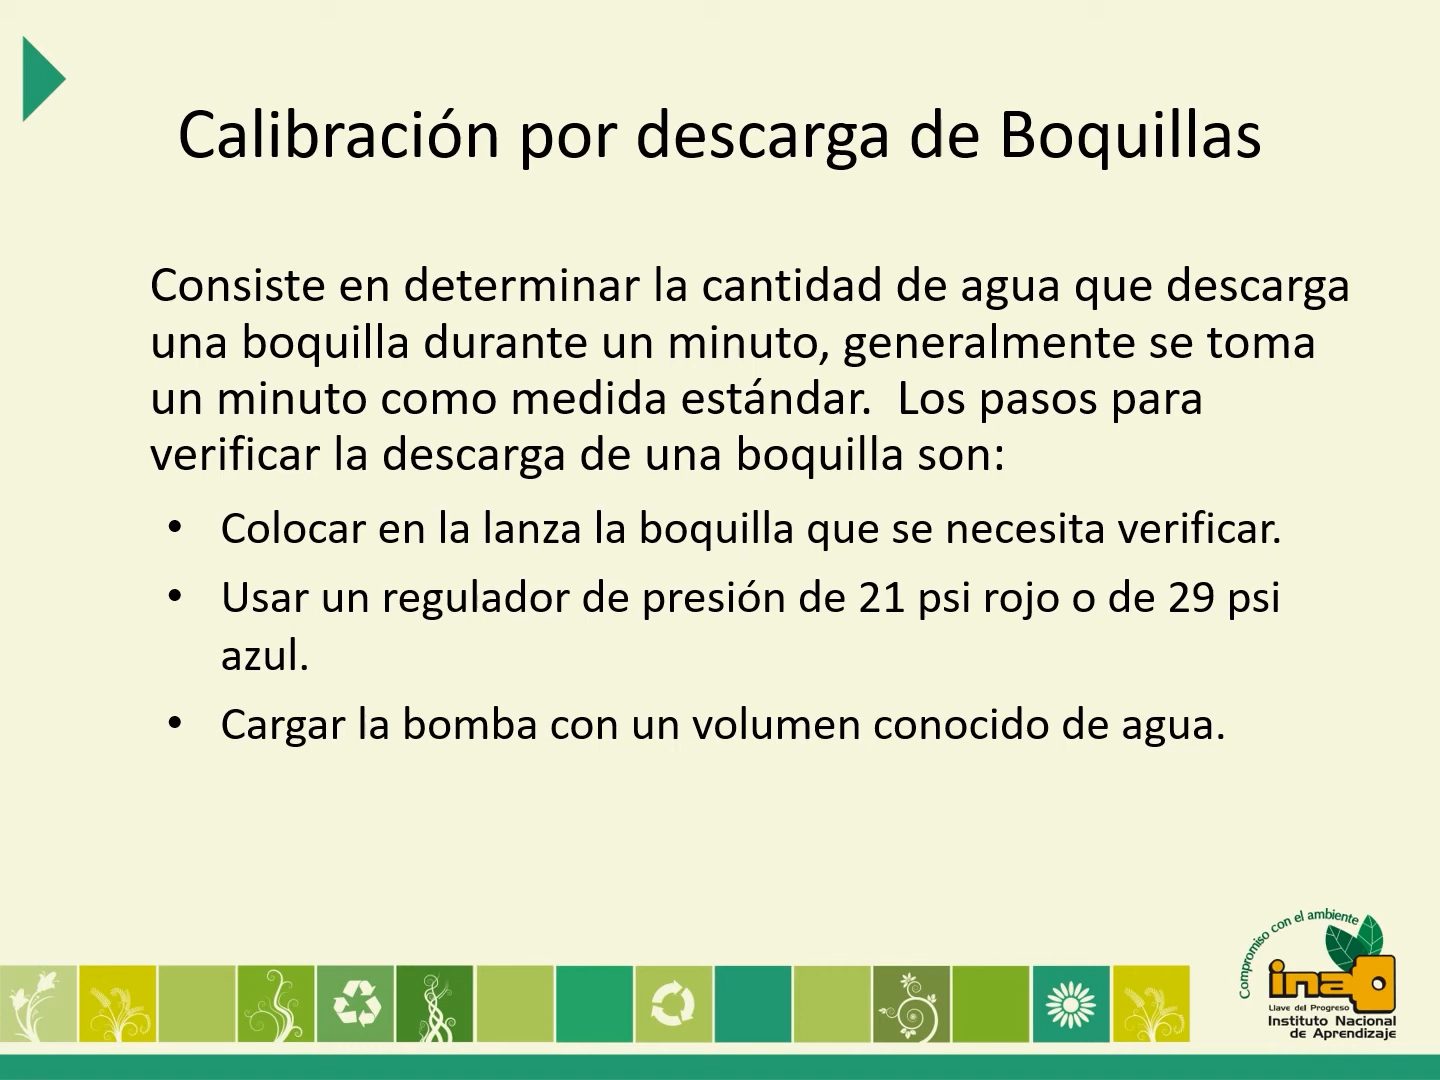 Calibración por descarga de Boquillas
Consiste en determinar la cantidad de agua que descarga
una boquilla durante un minuto, generalmente se toma
un minuto como medida estándar.  Los pasos para
verificar la descarga de una boquilla son:
• Colocar en la lanza la boquilla que se necesita verificar.
• Usar un regulador de presión de 21 psi rojo o de 29 psi
azul.
• Cargar la bomba con un volumen conocido de agua.
Compromiso con el ambiente
ina
Llave del Progreso
Instituto Nacional
de Aprendizaje